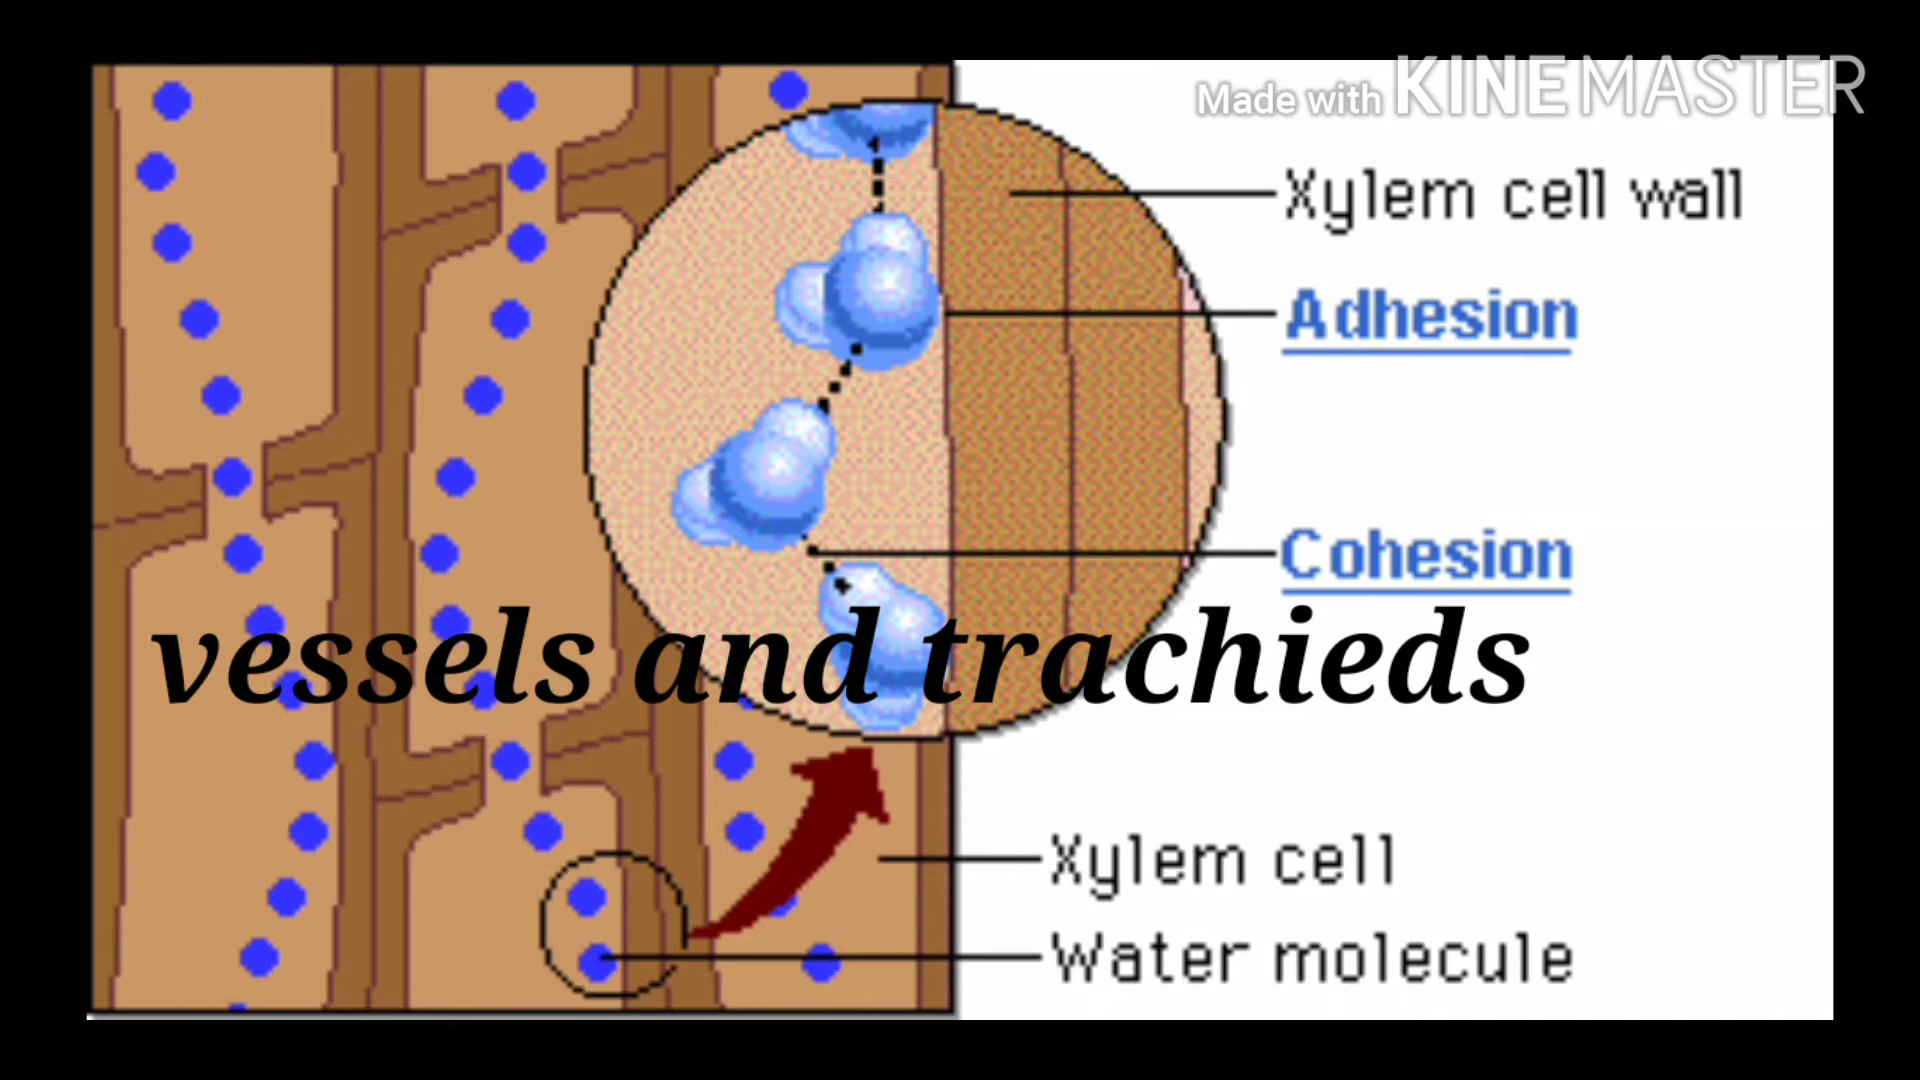 Made with KINEMASTER
Xylem cell wall
Adhesion
Cohesion
vessels and trachieds
Xylem cell
Water molecule